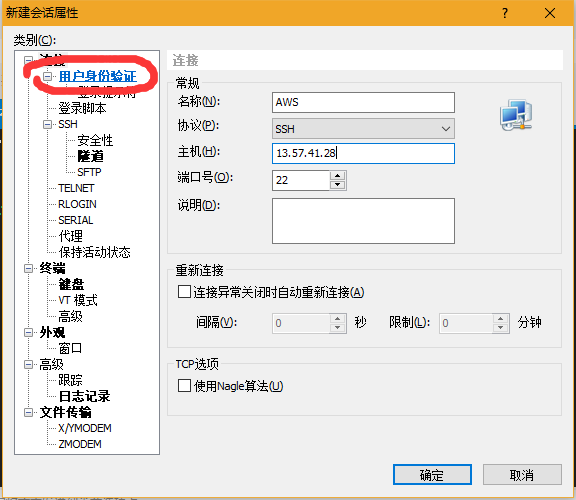 新建会话属性
类别(C):
连接
用户身份验证
登录提示符
登录脚本
SSH
安全性
隧道
SFTP
TELNET
RLOGIN
SERIAL
代理
保持活动状态
终端
键盘
VT 模式
高级
外观
窗口
高级
跟踪
日志记录
文件传输
X/YMODEM
ZMODEM
连接
常规
名称(N): AWS
协议(P): SSH
主机(H): 13.57.41.28
端口号(O): 22
说明(D):
重新连接
连接异常关闭时自动重新连接(A)
间隔(V): 0 秒 限制(L): 0 分钟
TCP选项
使用Nagle算法(U)
确定 取消